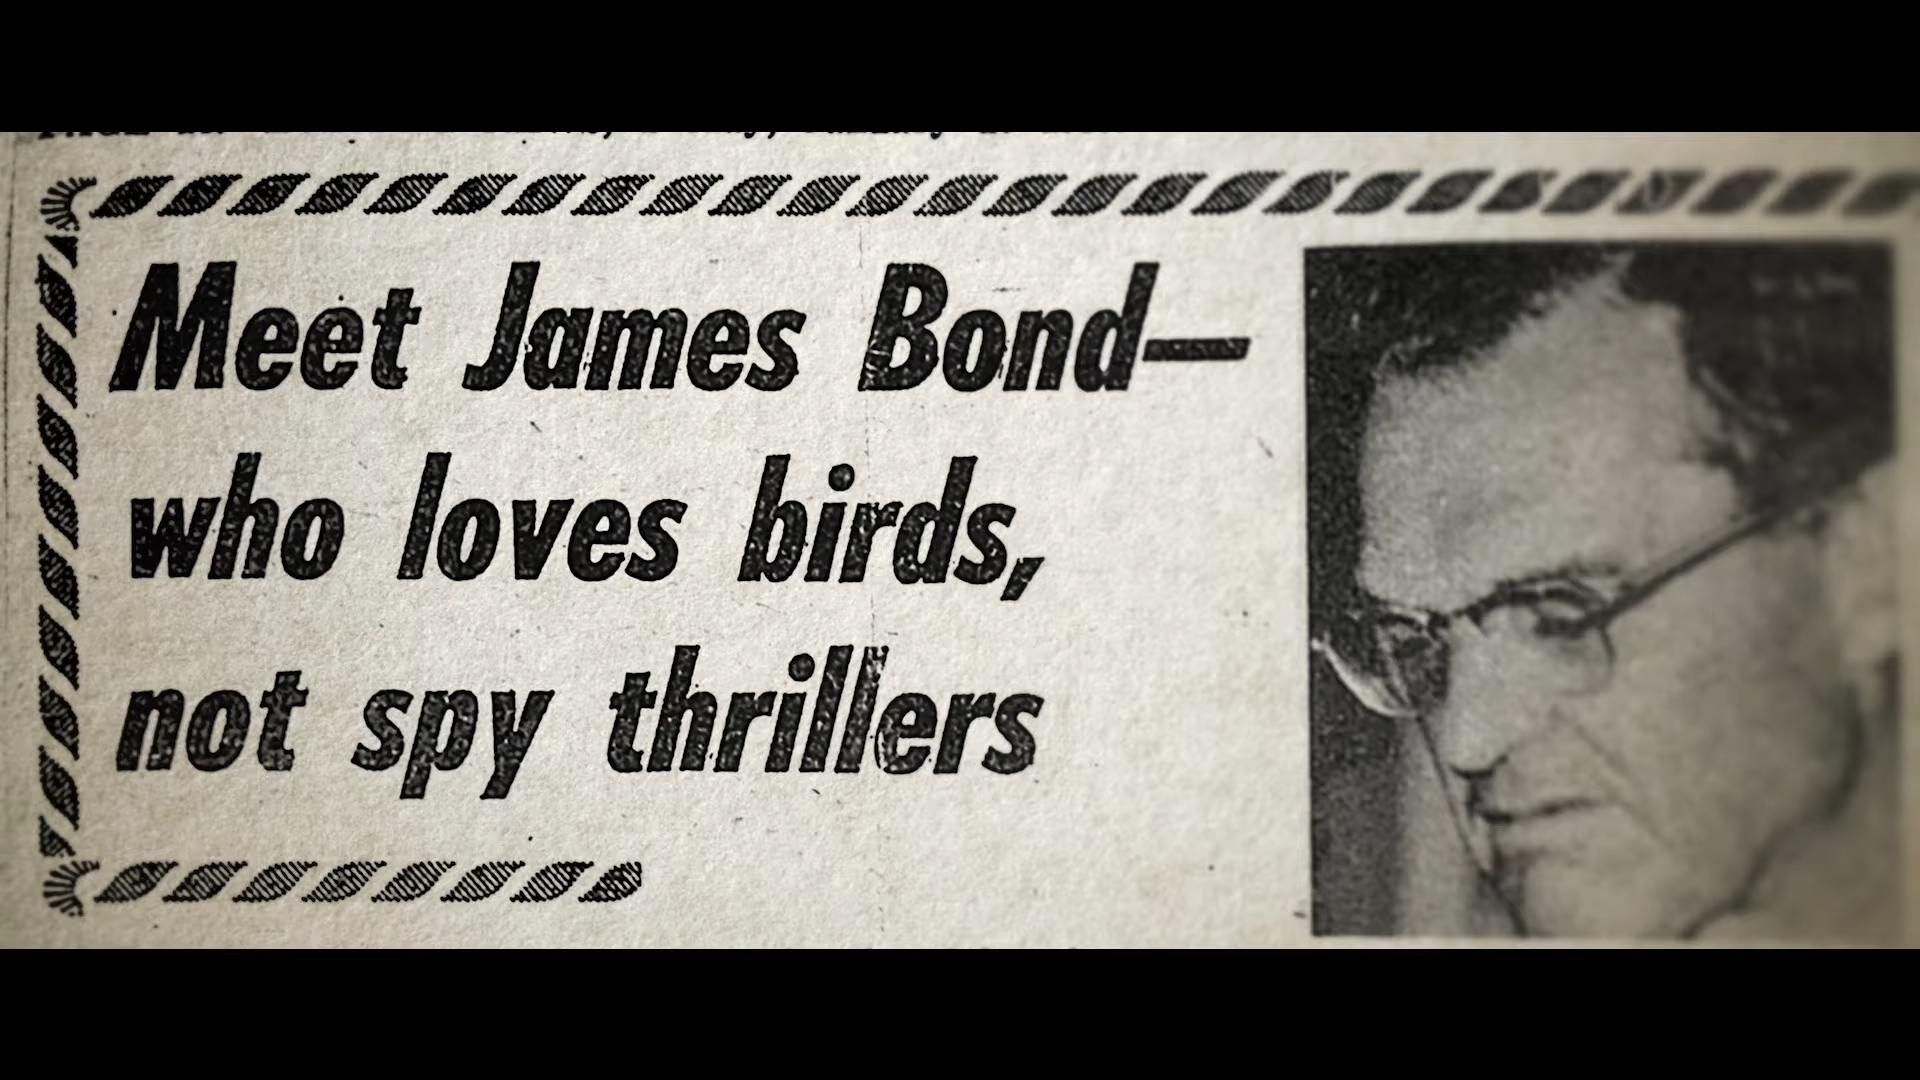 Meet James Bond—
who loves birds,
not spy thrillers